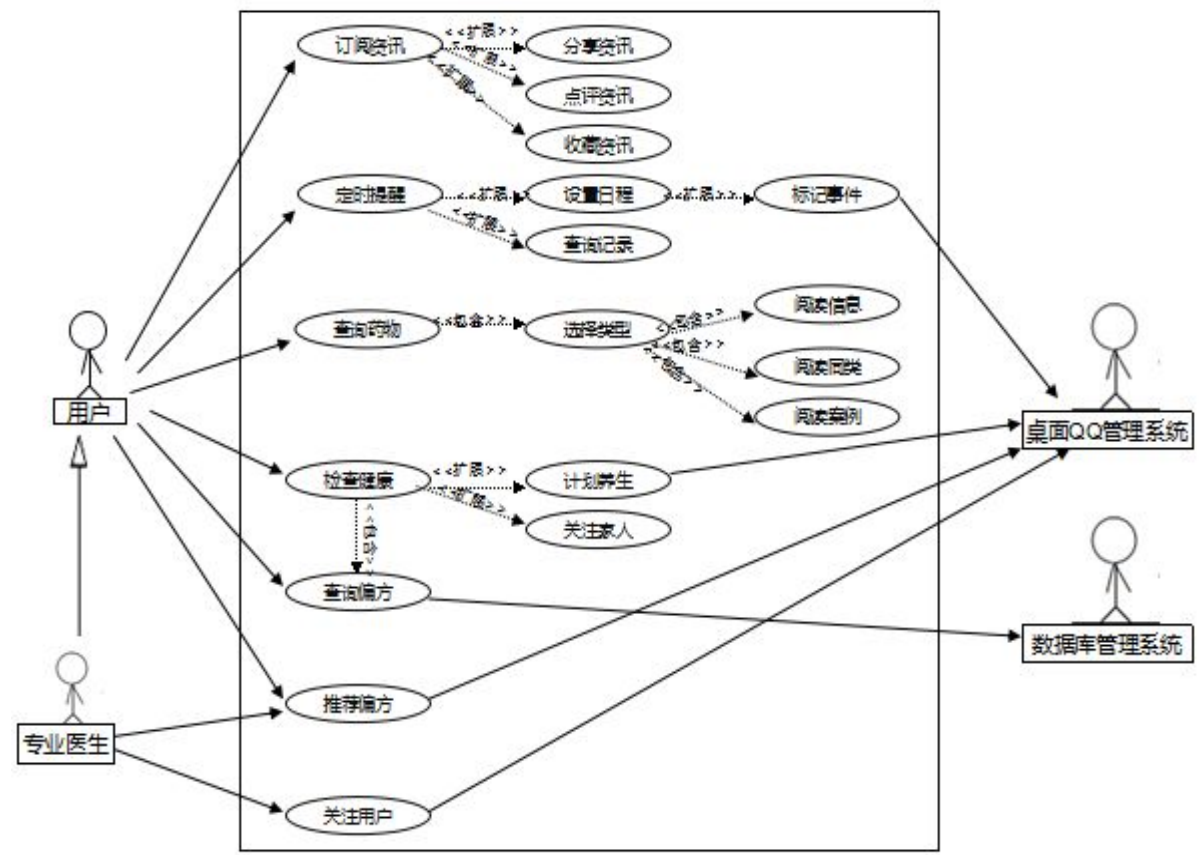 订阅资讯
<<扩展>>
分享资讯
<<扩展>>
点评资讯
<<扩展>>
收藏资讯
定时提醒
<<扩展>>
设置日程
<<扩展>>
标记事件
<<扩展>>
查询记录
查询药物
<<包含>>
选择类型
<<包含>>
阅读信息
<<包含>>
阅读同类
<<包含>>
阅读案例
用户
桌面QQ管理系统
检查健康
<<扩展>>
计划养生
<<扩展>>
关注家人
<<包含>>
查询偏方
数据库管理系统
推荐偏方
专业医生
关注用户